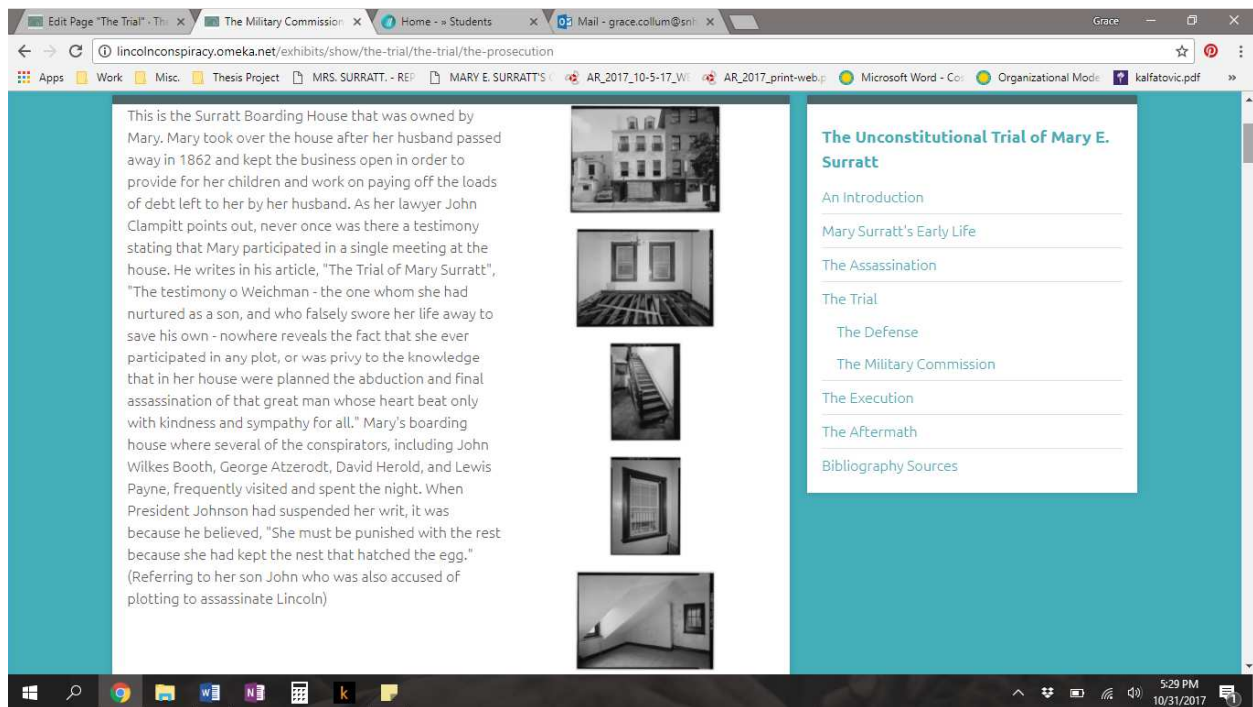 Edit Page "The Trial" · The
The Military Commission
Home - » Students
Mail - grace.collum@snh
Grace
lincolnconspiracy.omeka.net/exhibits/show/the-trial/the-trial/the-prosecution
Apps
Work
Misc.
Thesis Project
MRS. SURRATT. - REP
MARY E. SURRATT'S
AR_2017_10-5-17_WE
AR_2017_print-web.p
Microsoft Word - Co
Organizational Mode
kalfatovic.pdf
»
This is the Surratt Boarding House that was owned by
Mary. Mary took over the house after her husband passed
away in 1862 and kept the business open in order to
provide for her children and work on paying off the loads
of debt left to her by her husband. As her lawyer John
Clampitt points out, never once was there a testimony
stating that Mary participated in a single meeting at the
house. He writes in his article, "The Trial of Mary Surratt",
"The testimony o Weichman - the one whom she had
nurtured as a son, and who falsely swore her life away to
save his own - nowhere reveals the fact that she ever
participated in any plot, or was privy to the knowledge
that in her house were planned the abduction and final
assassination of that great man whose heart beat only
with kindness and sympathy for all." Mary's boarding
house where several of the conspirators, including John
Wilkes Booth, George Atzerodt, David Herold, and Lewis
Payne, frequently visited and spent the night. When
President Johnson had suspended her writ, it was
because he believed, "She must be punished with the rest
because she had kept the nest that hatched the egg."
(Referring to her son John who was also accused of
plotting to assassinate Lincoln)
The Unconstitutional Trial of Mary E.
Surratt
An Introduction
Mary Surratt's Early Life
The Assassination
The Trial
The Defense
The Military Commission
The Execution
The Aftermath
Bibliography Sources
5:29 PM
10/31/2017